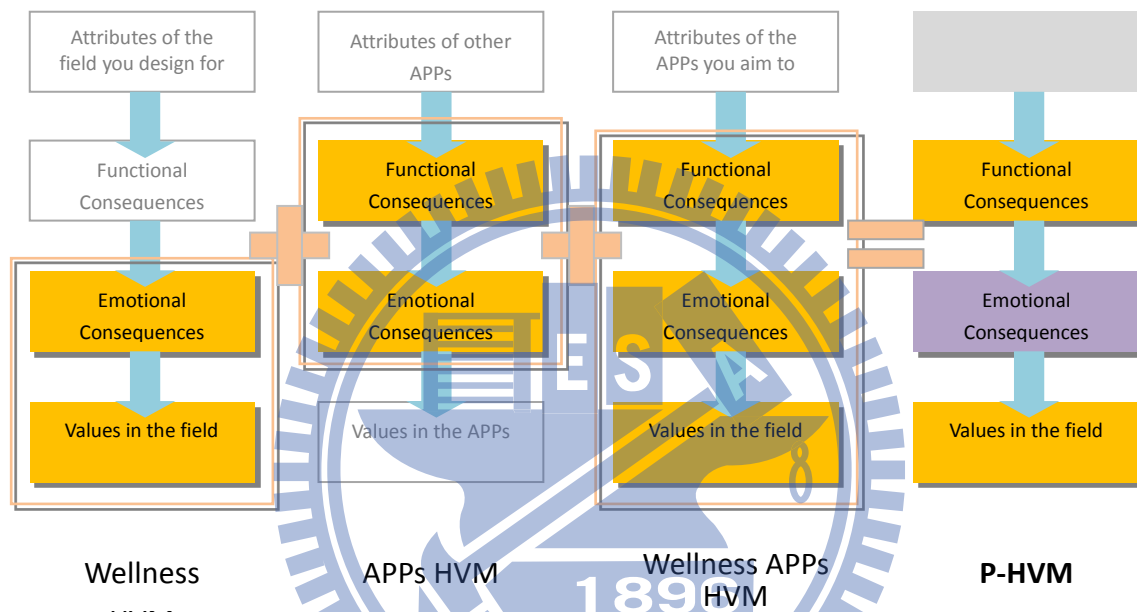 Attributes of the
field you design for
Functional
Consequences
Emotional
Consequences
Values in the field
Wellness
HVM
Attributes of other
APPs
Functional
Consequences
Emotional
Consequences
Values in the APPs
APPs HVM
Attributes of the
APPs you aim to
Functional
Consequences
Emotional
Consequences
Values in the field
Wellness APPs
HVM
Functional
Consequences
Emotional
Consequences
Values in the field
P-HVM
E S A
8
1896